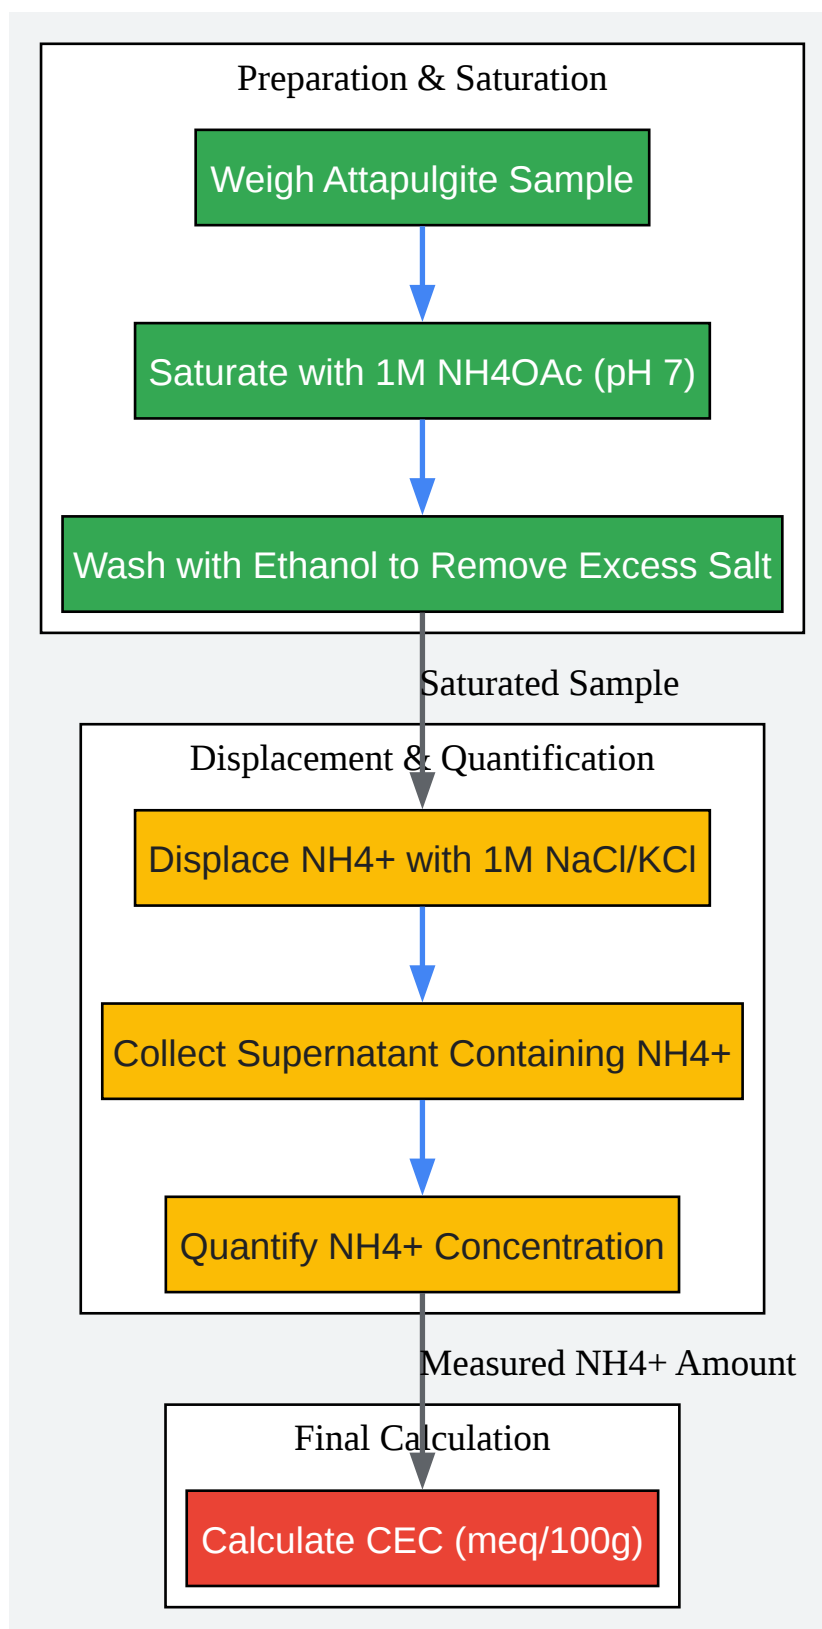 Preparation & Saturation
Weigh Attapulgite Sample
Saturate with 1M NH4OAc (pH 7)
Wash with Ethanol to Remove Excess Salt
Saturated Sample
Displacement & Quantification
Displace NH4+ with 1M NaCl/KCl
Collect Supernatant Containing NH4+
Quantify NH4+ Concentration
Measured NH4+ Amount
Final Calculation
Calculate CEC (meq/100g)